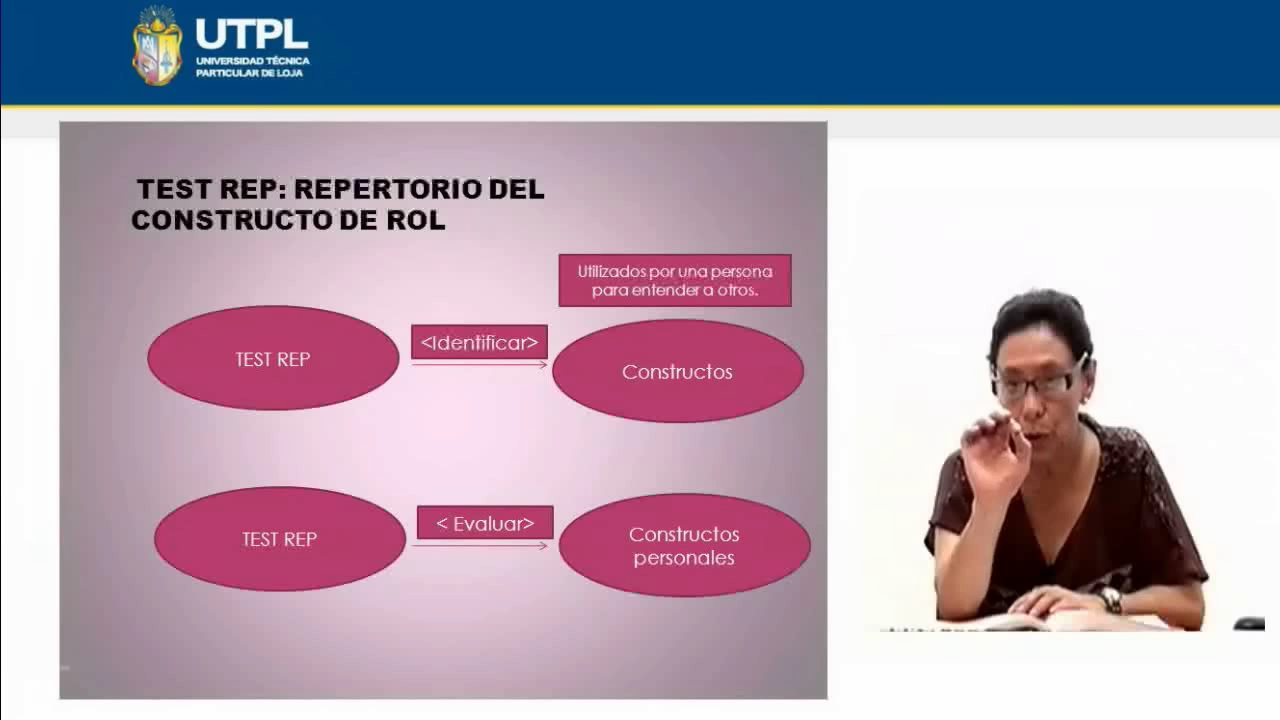 UTPL
UNIVERSIDAD TÉCNICA
PARTICULAR DE LOJA
TEST REP: REPERTORIO DEL
CONSTRUCTO DE ROL
Utilizados por una persona
para entender a otros.
TEST REP
<Identificar>
Constructos
TEST REP
< Evaluar>
Constructos
personales